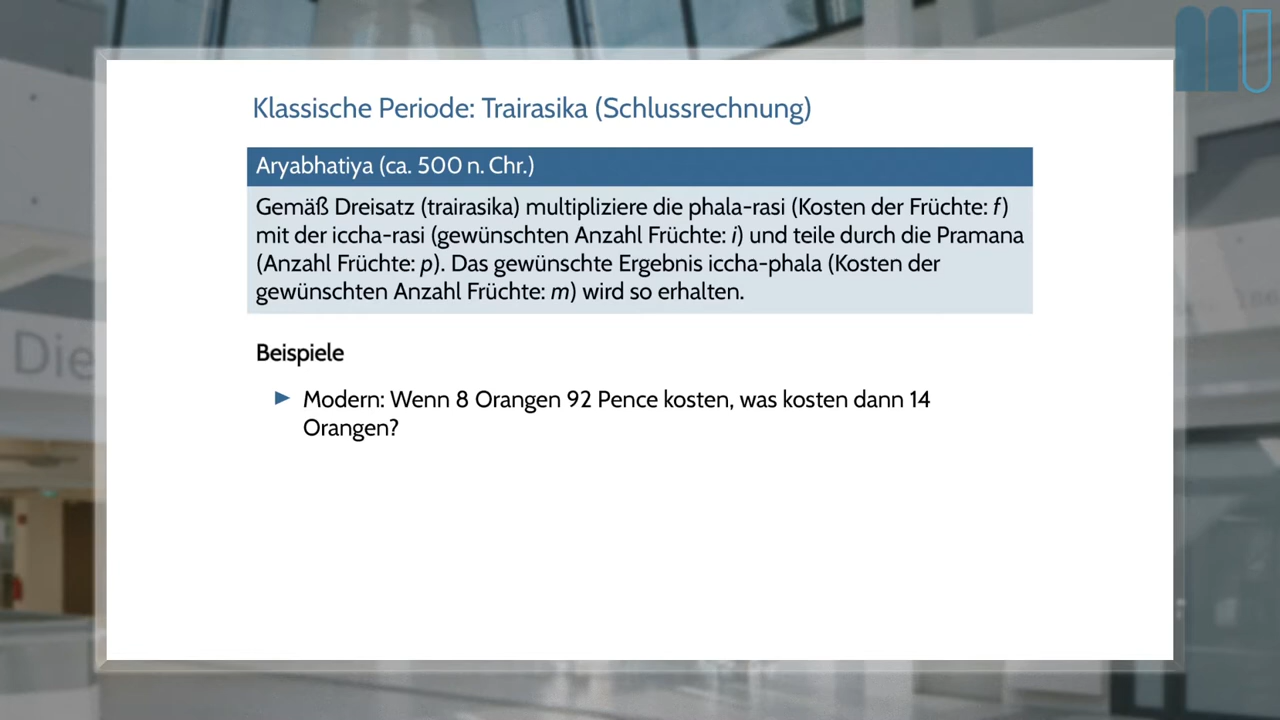 Klassische Periode: Trairasika (Schlussrechnung)
Aryabhatiya (ca. 500 n. Chr.)
Gemäß Dreisatz (trairasika) multipliziere die phala-rasi (Kosten der Früchte: f)
mit der iccha-rasi (gewünschten Anzahl Früchte: i) und teile durch die Pramana
(Anzahl Früchte: p). Das gewünschte Ergebnis iccha-phala (Kosten der
gewünschten Anzahl Früchte: m) wird so erhalten.
Beispiele
▶ Modern: Wenn 8 Orangen 92 Pence kosten, was kosten dann 14
Orangen?
Die